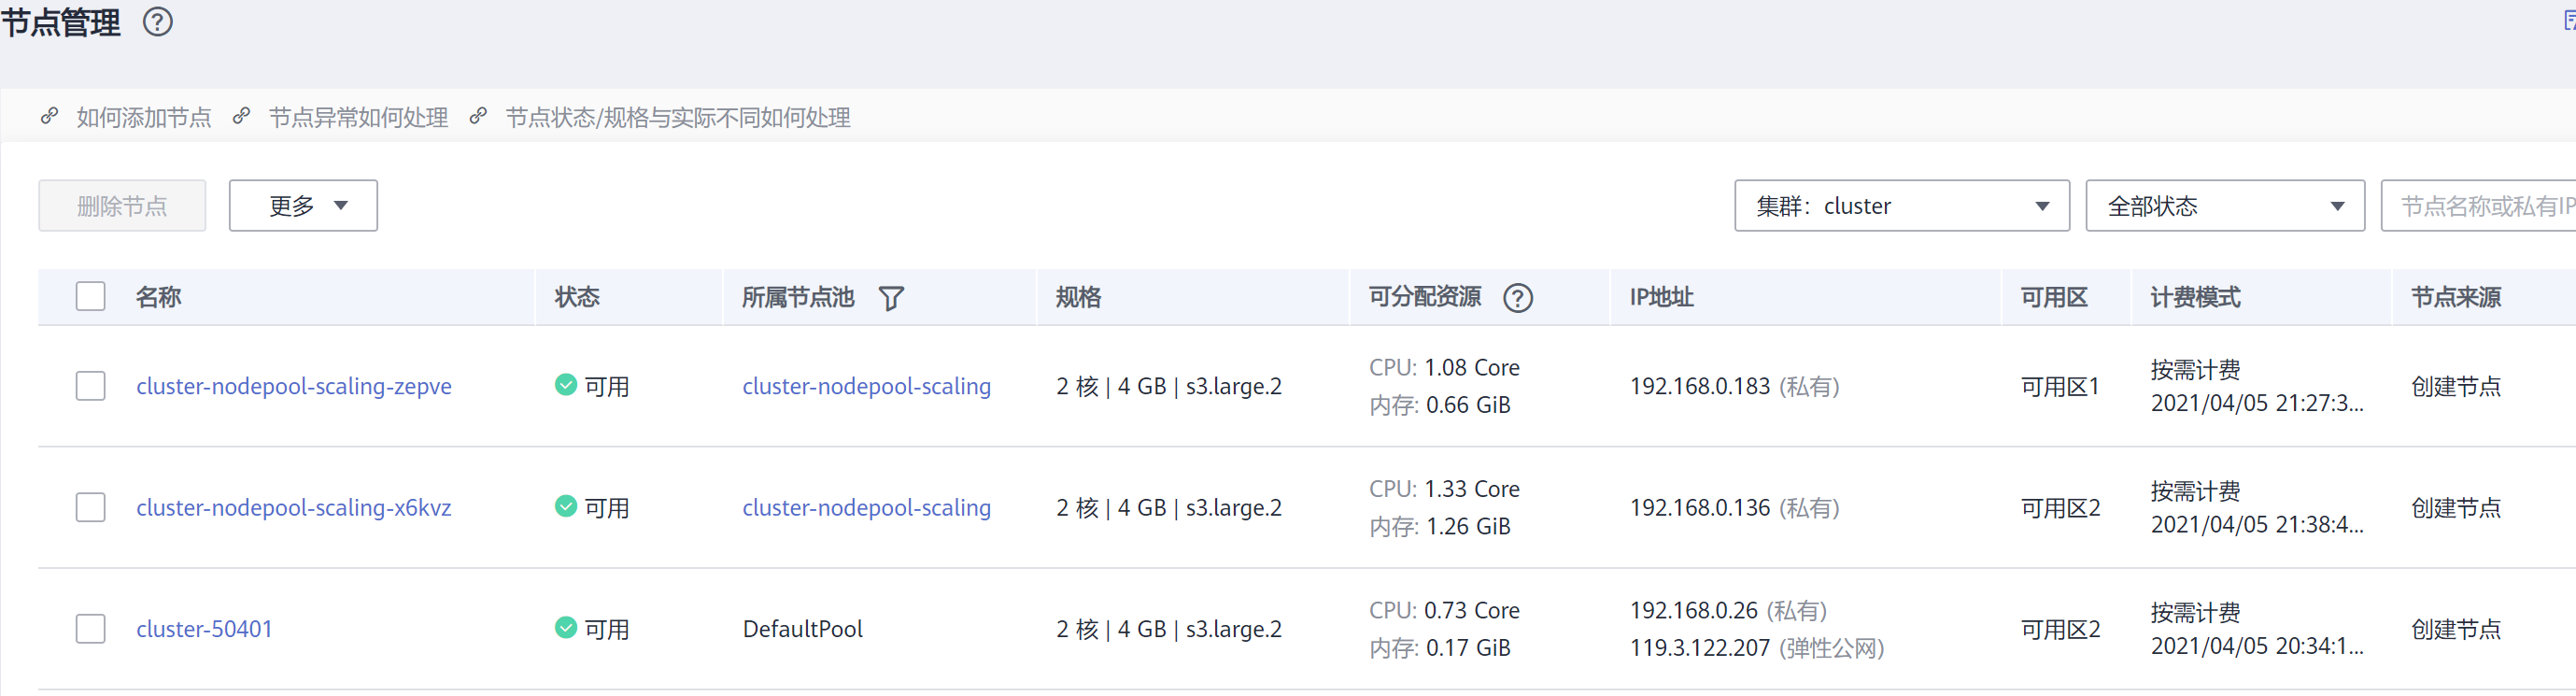 节点管理
如何添加节点 节点异常如何处理 节点状态/规格与实际不同如何处理
删除节点 更多 集群：cluster 全部状态 节点名称或私有IP
名称 状态 所属节点池 规格 可分配资源 IP地址 可用区 计费模式 节点来源
cluster-nodepool-scaling-zepve 可用 cluster-nodepool-scaling 2 核 | 4 GB | s3.large.2 CPU: 1.08 Core 192.168.0.183 (私有) 可用区1 按需计费 创建节点
内存: 0.66 GiB 2021/04/05 21:27:3...
cluster-nodepool-scaling-x6kvz 可用 cluster-nodepool-scaling 2 核 | 4 GB | s3.large.2 CPU: 1.33 Core 192.168.0.136 (私有) 可用区2 按需计费 创建节点
内存: 1.26 GiB 2021/04/05 21:38:4...
cluster-50401 可用 DefaultPool 2 核 | 4 GB | s3.large.2 CPU: 0.73 Core 192.168.0.26 (私有) 可用区2 按需计费 创建节点
内存: 0.17 GiB 119.3.122.207 (弹性公网) 2021/04/05 20:34:1...